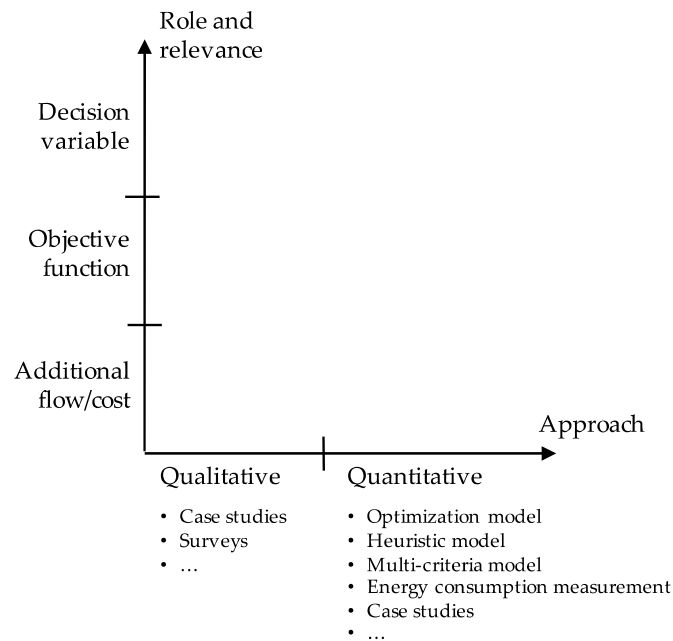 Role and
relevance
Decision
variable
Objective
function
Additional
flow/cost
Approach
Qualitative
• Case studies
• Surveys
• …
Quantitative
• Optimization model
• Heuristic model
• Multi-criteria model
• Energy consumption measurement
• Case studies
• …